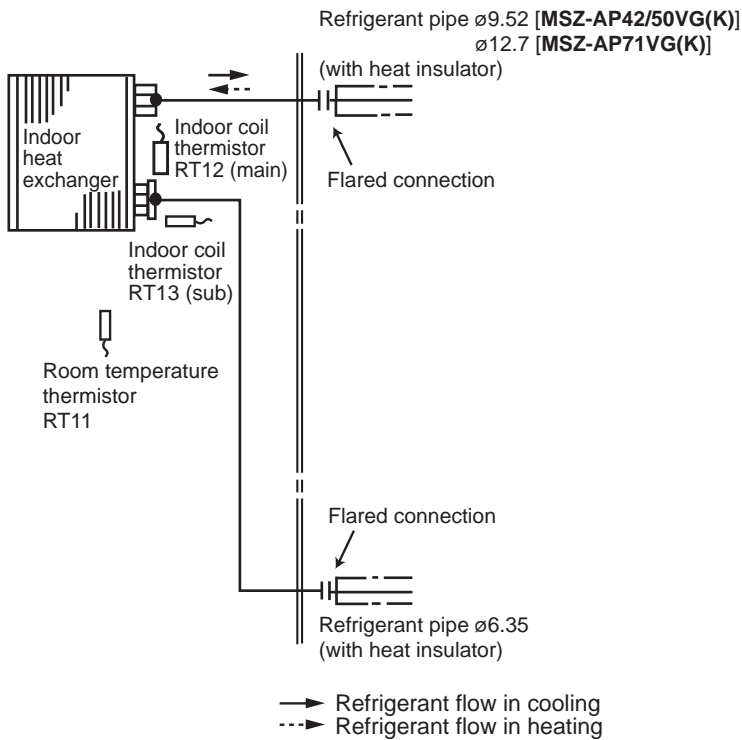 Refrigerant pipe ø9.52 [MSZ-AP42/50VG(K)]
ø12.7 [MSZ-AP71VG(K)]
(with heat insulator)
Indoor
heat
exchanger
Indoor coil
thermistor
RT12 (main)
Flared connection
Indoor coil
thermistor
RT13 (sub)
Room temperature
thermistor
RT11
Flared connection
Refrigerant pipe ø6.35
(with heat insulator)
Refrigerant flow in cooling
Refrigerant flow in heating